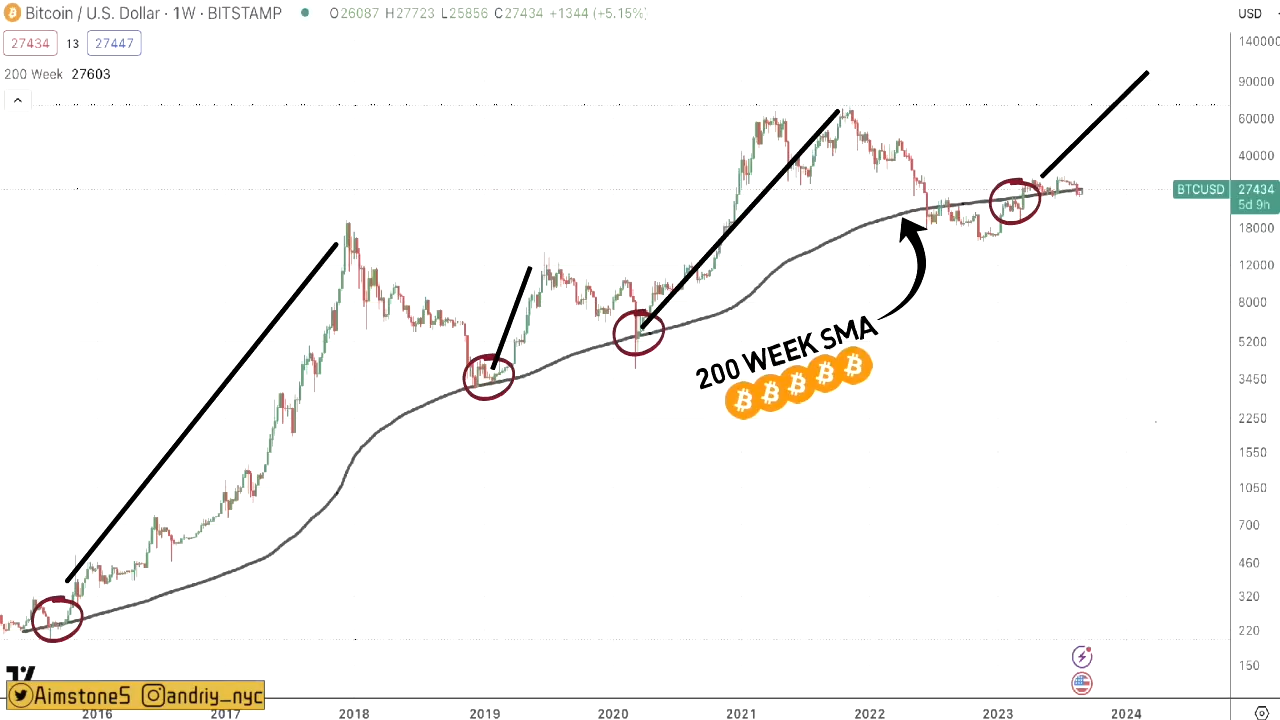 Bitcoin / U.S. Dollar · 1W · BITSTAMP O26087 H27723 L25856 C27434 +1344 (+5.15%)
USD
27434 13 27447
200 Week 27603
140000
90000
60000
40000
BTCUSD 27434
5d 9h
18000
12000
8000
5200
3450
2250
1550
1050
700
460
320
220
150
200 WEEK SMA
Aimstone5 andriy_nyc
2016 2017 2018 2019 2020 2021 2022 2023 2024